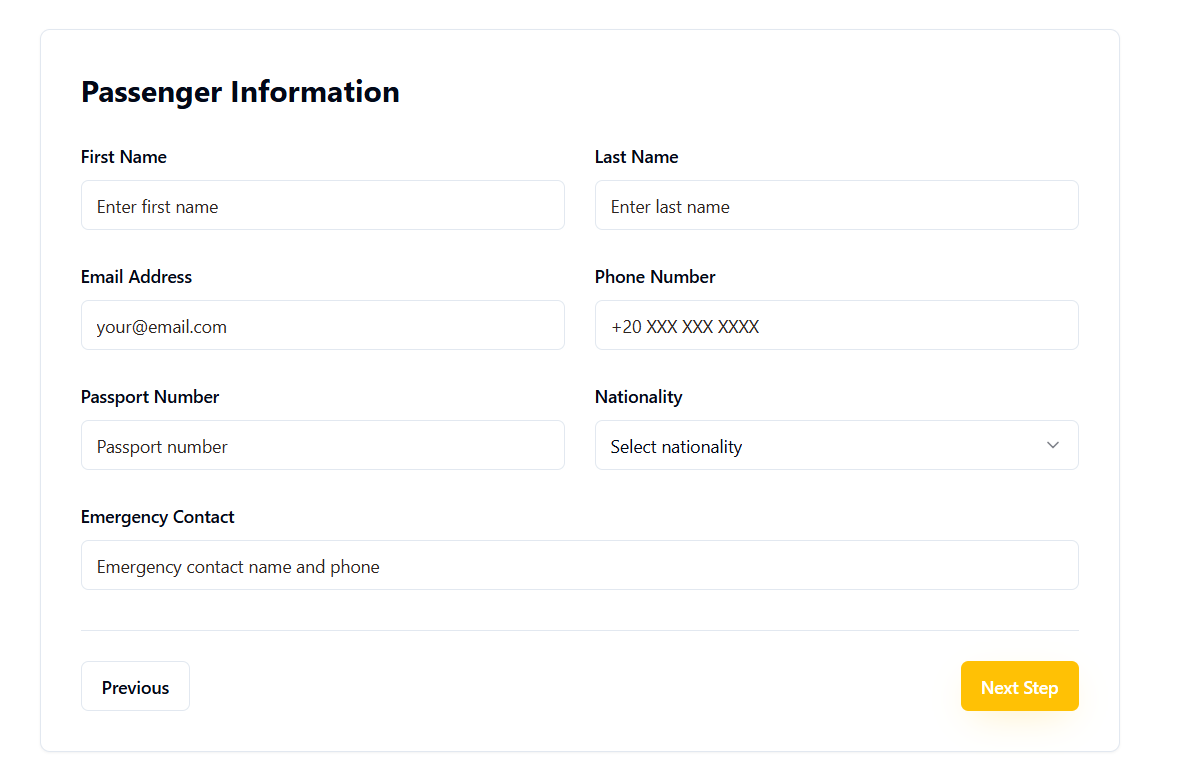 Passenger Information
First Name
Last Name
Enter first name
Enter last name
Email Address
Phone Number
your@email.com
+20 XXX XXX XXXX
Passport Number
Nationality
Passport number
Select nationality
Emergency Contact
Emergency contact name and phone
Previous
Next Step